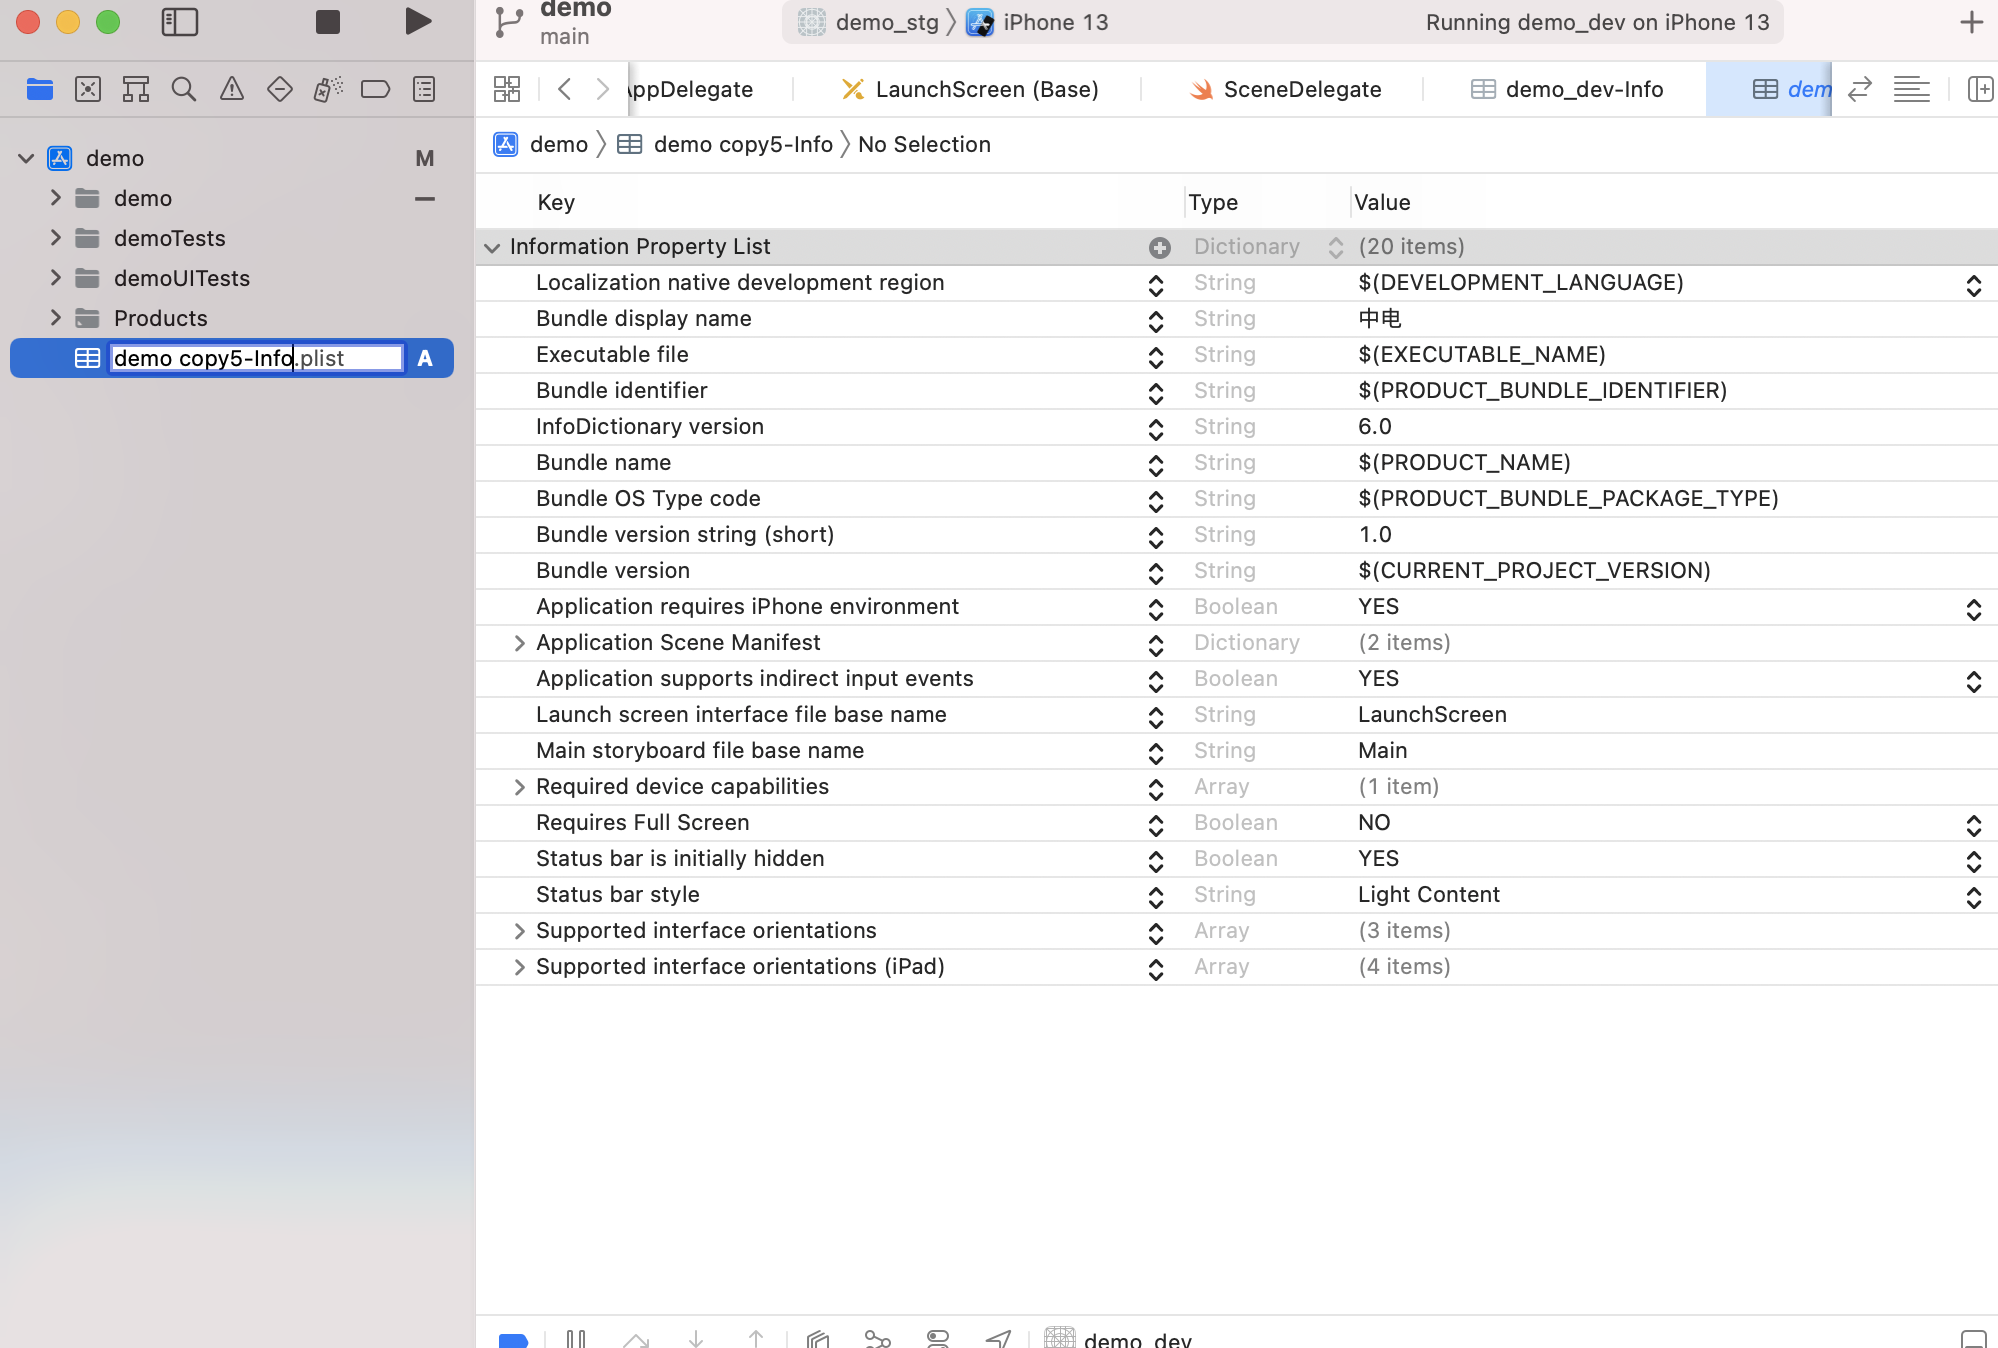 demo
main
demo_stg
iPhone 13
Running demo_dev on iPhone 13
AppDelegate
LaunchScreen (Base)
SceneDelegate
demo_dev-Info
dem
demo
demo copy5-Info
No Selection
demo M
demo
demoTests
demoUITests
Products
demo copy5-Info.plist A
Key Type Value
Information Property List Dictionary (20 items)
Localization native development region String $(DEVELOPMENT_LANGUAGE)
Bundle display name String 中电
Executable file String $(EXECUTABLE_NAME)
Bundle identifier String $(PRODUCT_BUNDLE_IDENTIFIER)
InfoDictionary version String 6.0
Bundle name String $(PRODUCT_NAME)
Bundle OS Type code String $(PRODUCT_BUNDLE_PACKAGE_TYPE)
Bundle version string (short) String 1.0
Bundle version String $(CURRENT_PROJECT_VERSION)
Application requires iPhone environment Boolean YES
Application Scene Manifest Dictionary (2 items)
Application supports indirect input events Boolean YES
Launch screen interface file base name String LaunchScreen
Main storyboard file base name String Main
Required device capabilities Array (1 item)
Requires Full Screen Boolean NO
Status bar is initially hidden Boolean YES
Status bar style String Light Content
Supported interface orientations Array (3 items)
Supported interface orientations (iPad) Array (4 items)
demo_dev